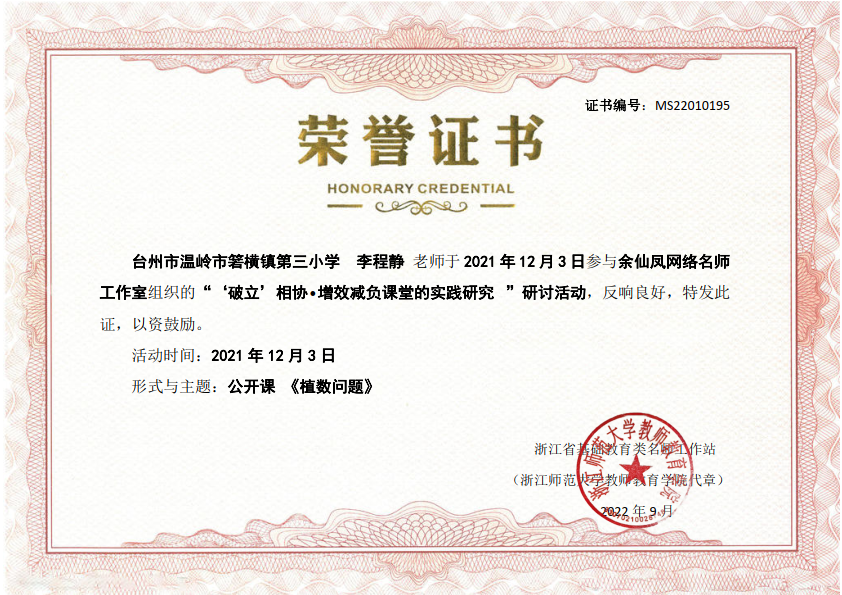 证书编号：MS22010195
荣誉证书
HONORARY CREDENTIAL
台州市温岭市箬横镇第三小学 李程静 老师于 2021 年 12 月 3 日参与余仙凤网络名师
工作室组织的“‘破立’相协•增效减负课堂的实践研究 ”研讨活动，反响良好，特发此
证，以资鼓励。
活动时间：2021 年 12 月 3 日
形式与主题：公开课 《植数问题》
浙江省基础教育类名师工作站
（浙江师范大学教师教育学院代章）
2022 年 9 月
浙江师范大学教师教育学院